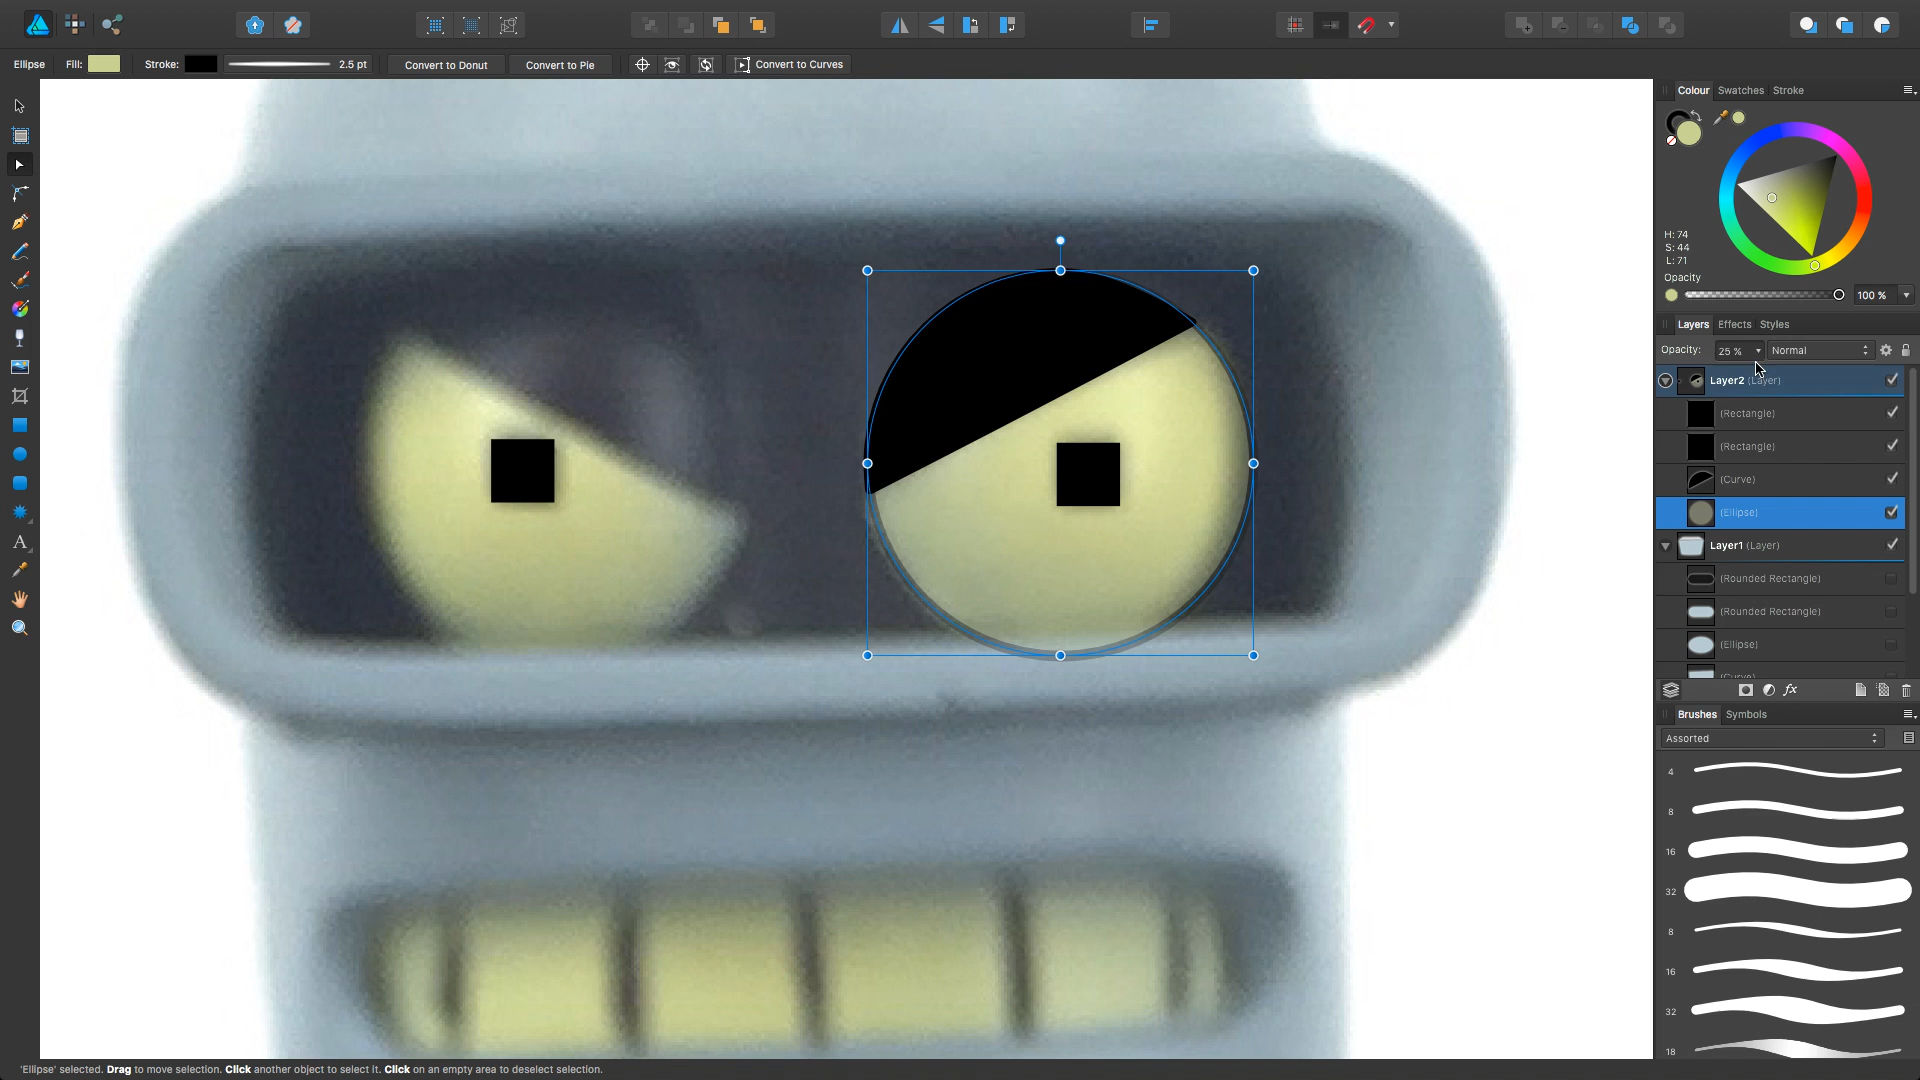 Ellipse Fill: Stroke: 2.5 pt Convert to Donut Convert to Pie Convert to Curves
Colour Swatches Stroke
H: 74
S: 44
L: 71
Opacity
100 %
Layers Effects Styles
Opacity: 25 % Normal
Layer2 (Layer)
(Rectangle)
(Rectangle)
(Curve)
(Ellipse)
Layer1 (Layer)
(Rounded Rectangle)
(Rounded Rectangle)
(Ellipse)
(Curve)
fx
Brushes Symbols
Assorted
4
8
16
32
8
16
32
18
A
'Ellipse' selected. Drag to move selection. Click another object to select it. Click on an empty area to deselect selection.